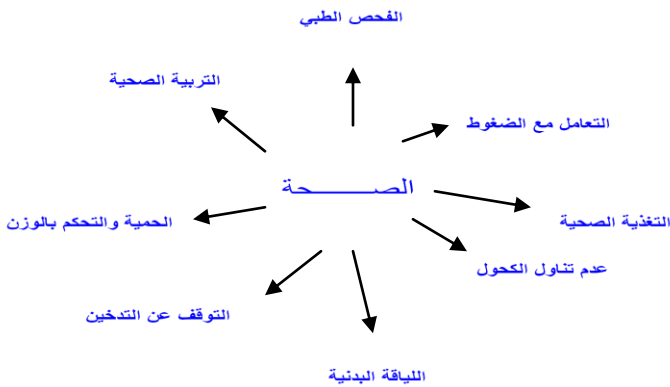 الفحص الطبي
التربية الصحية
التعامل مع الضغوط
الصـــــــحة
التغذية الصحية
الحمية والتحكم بالوزن
عدم تناول الكحول
التوقف عن التدخين
اللياقة البدنية